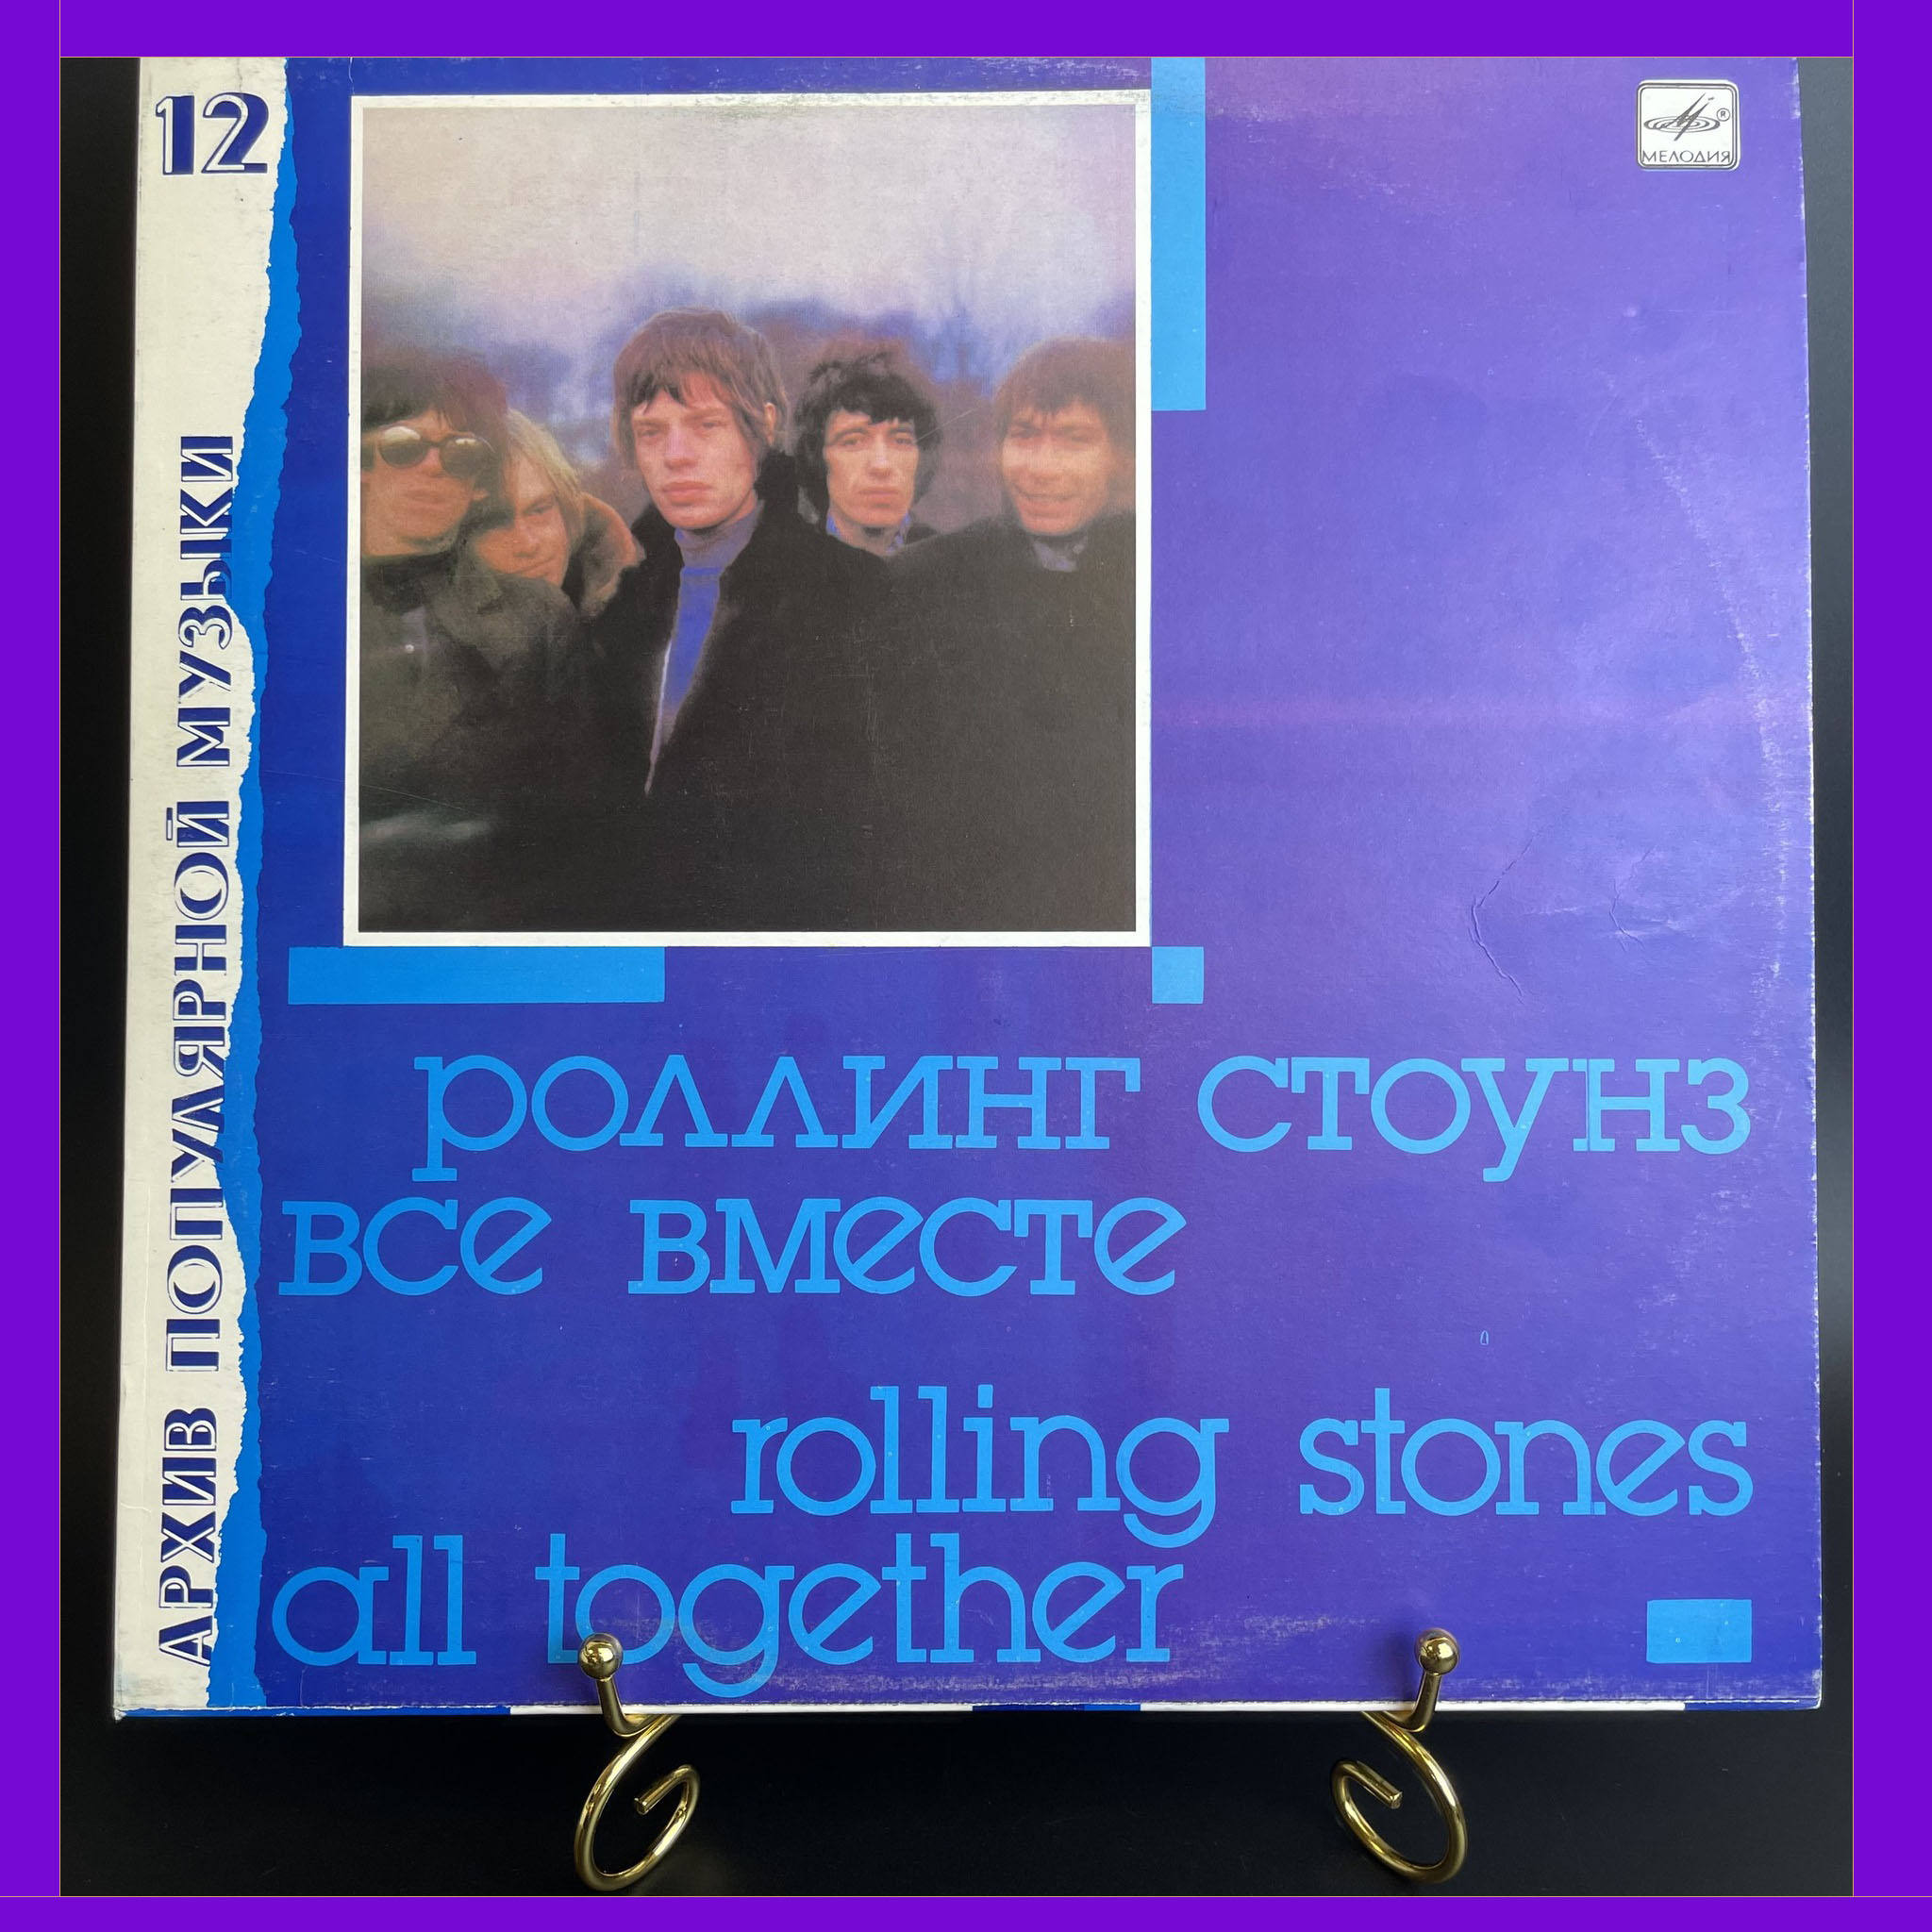 12
АРХИВ ПОПУЛЯРНОЙ МУЗЫКИ
МЕЛОДИЯ ®
роллинг стоунз
все вместе
rolling stones
all together